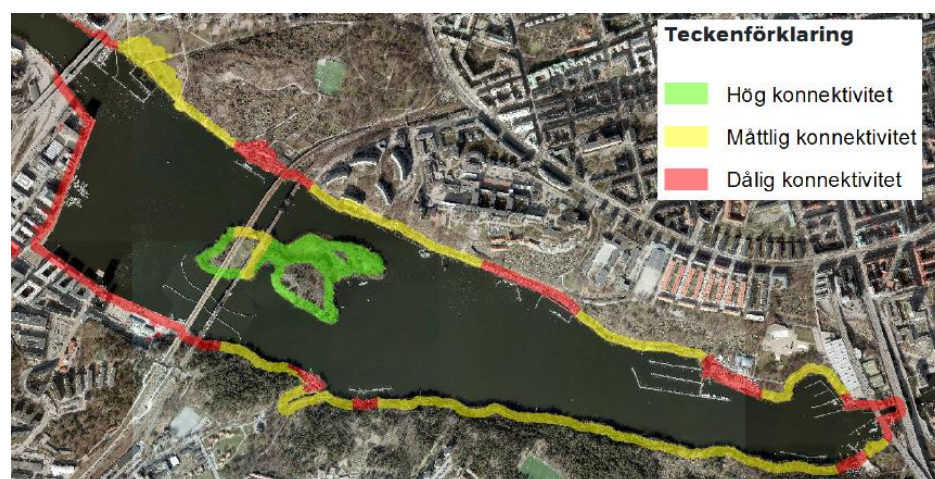 Teckenförklaring
Hög konnektivitet
Måttlig konnektivitet
Dålig konnektivitet